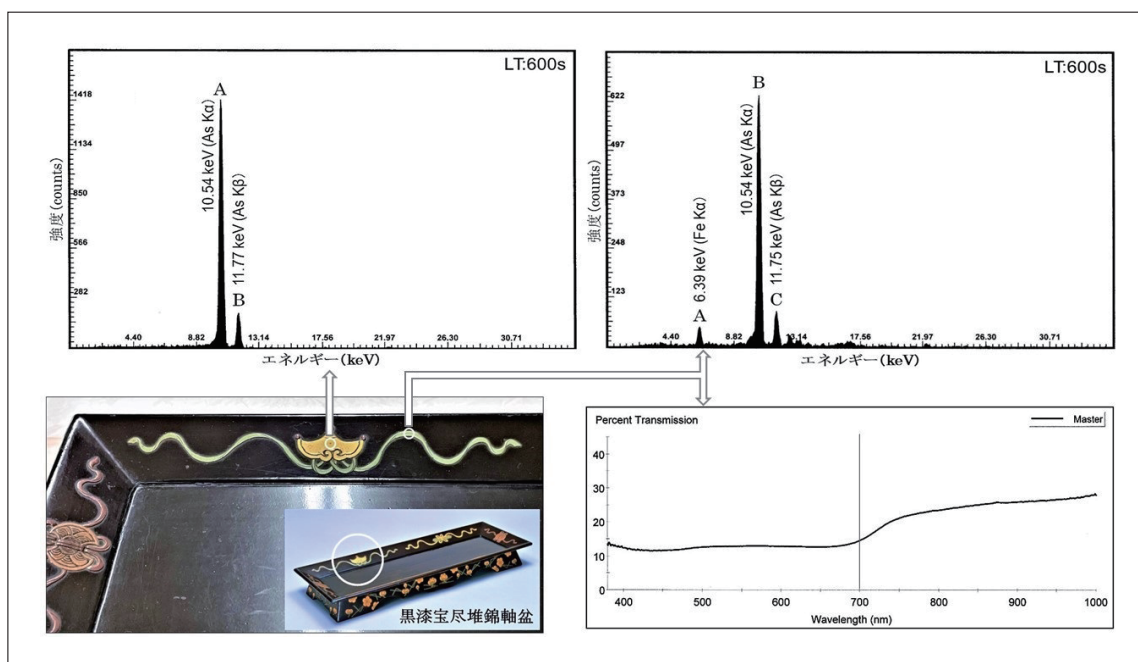 LT:600s
A
10.54 keV (As Kα)
B
11.77 keV (As Kβ)
強度(counts)
1418
1134
850
566
282
4.40
8.82
13.14
17.56
21.97
26.30
30.71
エネルギー(keV)
LT:600s
B
10.54 keV (As Kα)
6.39 keV (Fe Kα)
A
C
11.75 keV (As Kβ)
強度(counts)
622
497
373
248
123
4.40
8.82
13.14
17.56
21.97
26.30
30.71
エネルギー(keV)
黒漆宝尽堆錦軸盆
Percent Transmission
Master
40
30
20
10
0
400
500
600
700
800
900
1000
Wavelength (nm)